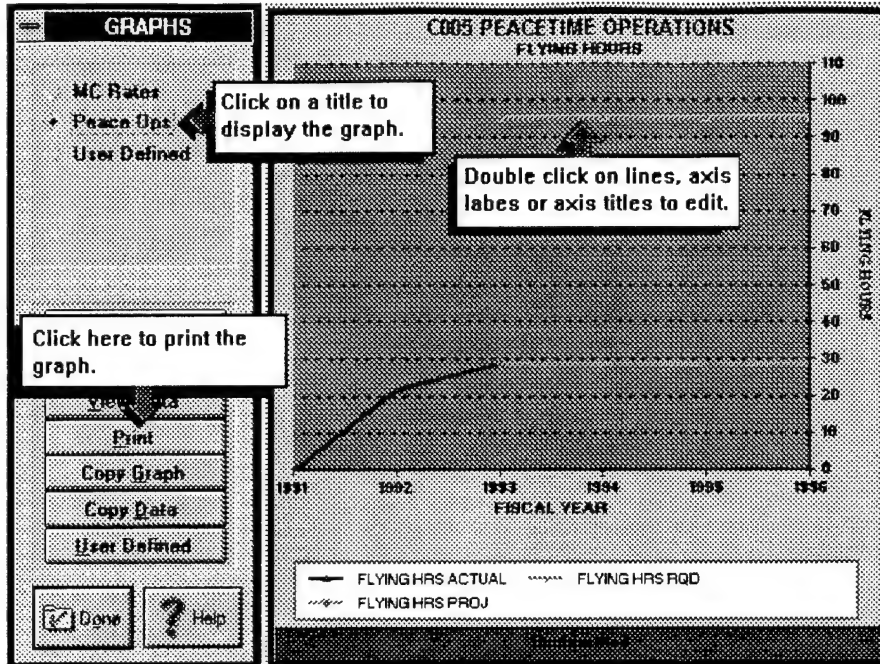 GRAPHS
MC Rates
Peace Ops
User Defined
Click on a title to
display the graph.
Click here to print the
graph.
View Data
Print
Copy Graph
Copy Data
User Defined
Done
Help
C005 PEACETIME OPERATIONS
FLYING HOURS
Double click on lines, axis
labes or axis titles to edit.
110
100
90
80
70
60
50
40
30
20
10
0
FLYING HOURS
1991
1992
1993
1994
1995
1996
FISCAL YEAR
FLYING HRS ACTUAL
FLYING HRS RQD
FLYING HRS PROJ